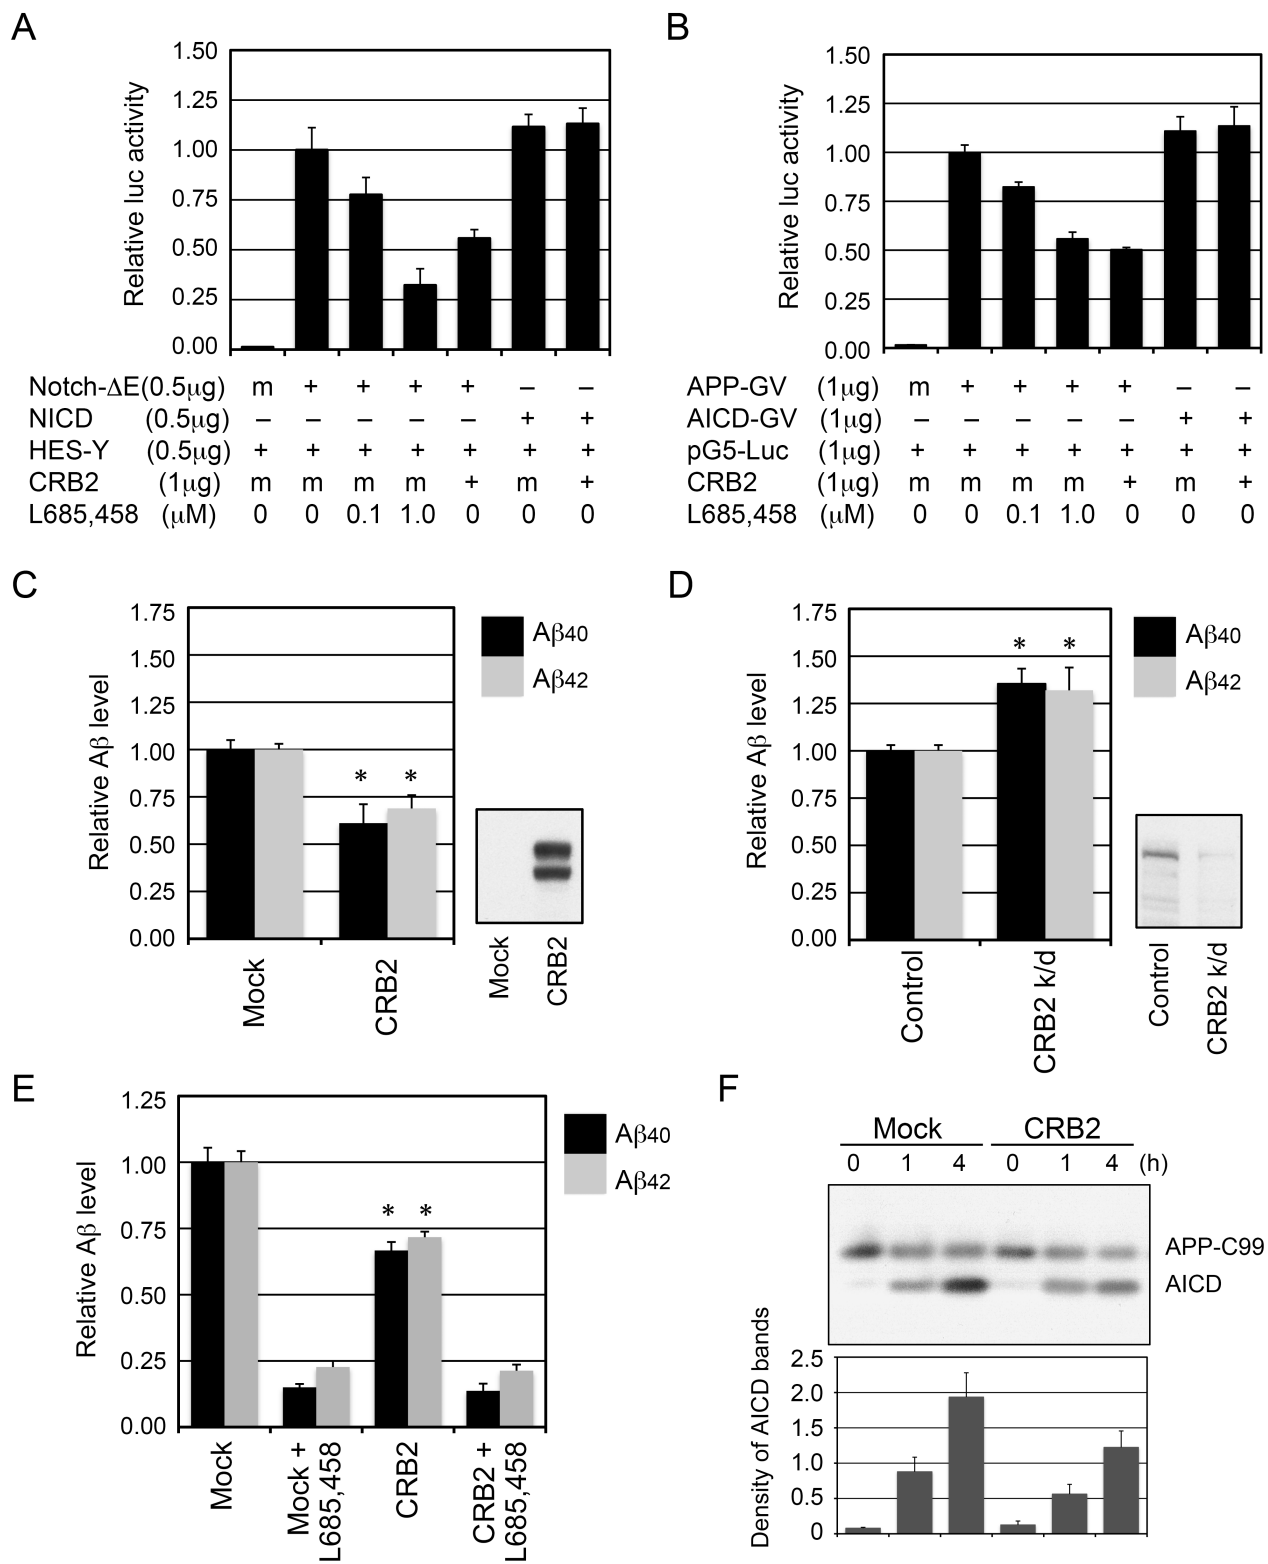 A
1.50
1.25
1.00
0.75
0.50
0.25
0.00
Relative luc activity
Notch-ΔE(0.5μg) m + + + + – –
NICD (0.5μg) – – – – – + +
HES-Y (0.5μg) + + + + + + +
CRB2 (1μg) m m m m + m +
L685,458 (μM) 0 0 0.1 1.0 0 0 0
B
1.50
1.25
1.00
0.75
0.50
0.25
0.00
Relative luc activity
APP-GV (1μg) m + + + + – –
AICD-GV (1μg) – – – – – + +
pG5-Luc (1μg) + + + + + + +
CRB2 (1μg) m m m m + m +
L685,458 (μM) 0 0 0.1 1.0 0 0 0
C
1.75
1.50
1.25
1.00
0.75
0.50
0.25
0.00
Relative Aβ level
* *
Mock
CRB2
Aβ40
Aβ42
Mock
CRB2
D
1.75
1.50
1.25
1.00
0.75
0.50
0.25
0.00
Relative Aβ level
* *
Control
CRB2 k/d
Aβ40
Aβ42
Control
CRB2 k/d
E
1.25
1.00
0.75
0.50
0.25
0.00
Relative Aβ level
* *
Mock
Mock +
L685,458
CRB2
CRB2 +
L685,458
Aβ40
Aβ42
F
Mock CRB2
0 1 4 0 1 4 (h)
APP-C99
AICD
2.5
2.0
1.5
1.0
0.5
0
Density of AICD bands